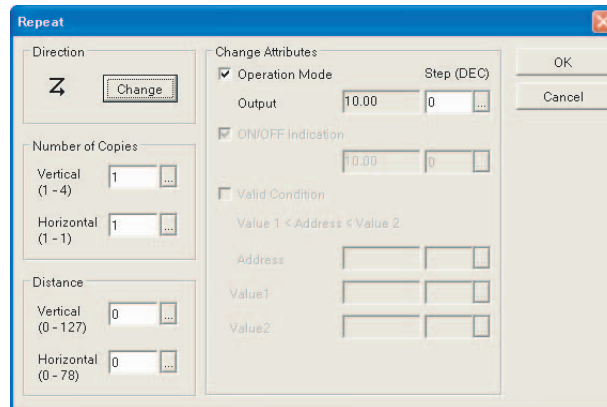 Repeat
Direction
Change
Number of Copies
Vertical
(1 - 4)
1
...
Horizontal
(1 - 1)
1
...
Distance
Vertical
(0 - 127)
0
...
Horizontal
(0 - 78)
0
...
Change Attributes
Operation Mode
Step (DEC)
Output
10.00
0
...
ON/OFF Indication
10.00
0
...
Valid Condition
Value 1 < Address < Value 2
Address
...
Value1
...
Value2
...
OK
Cancel